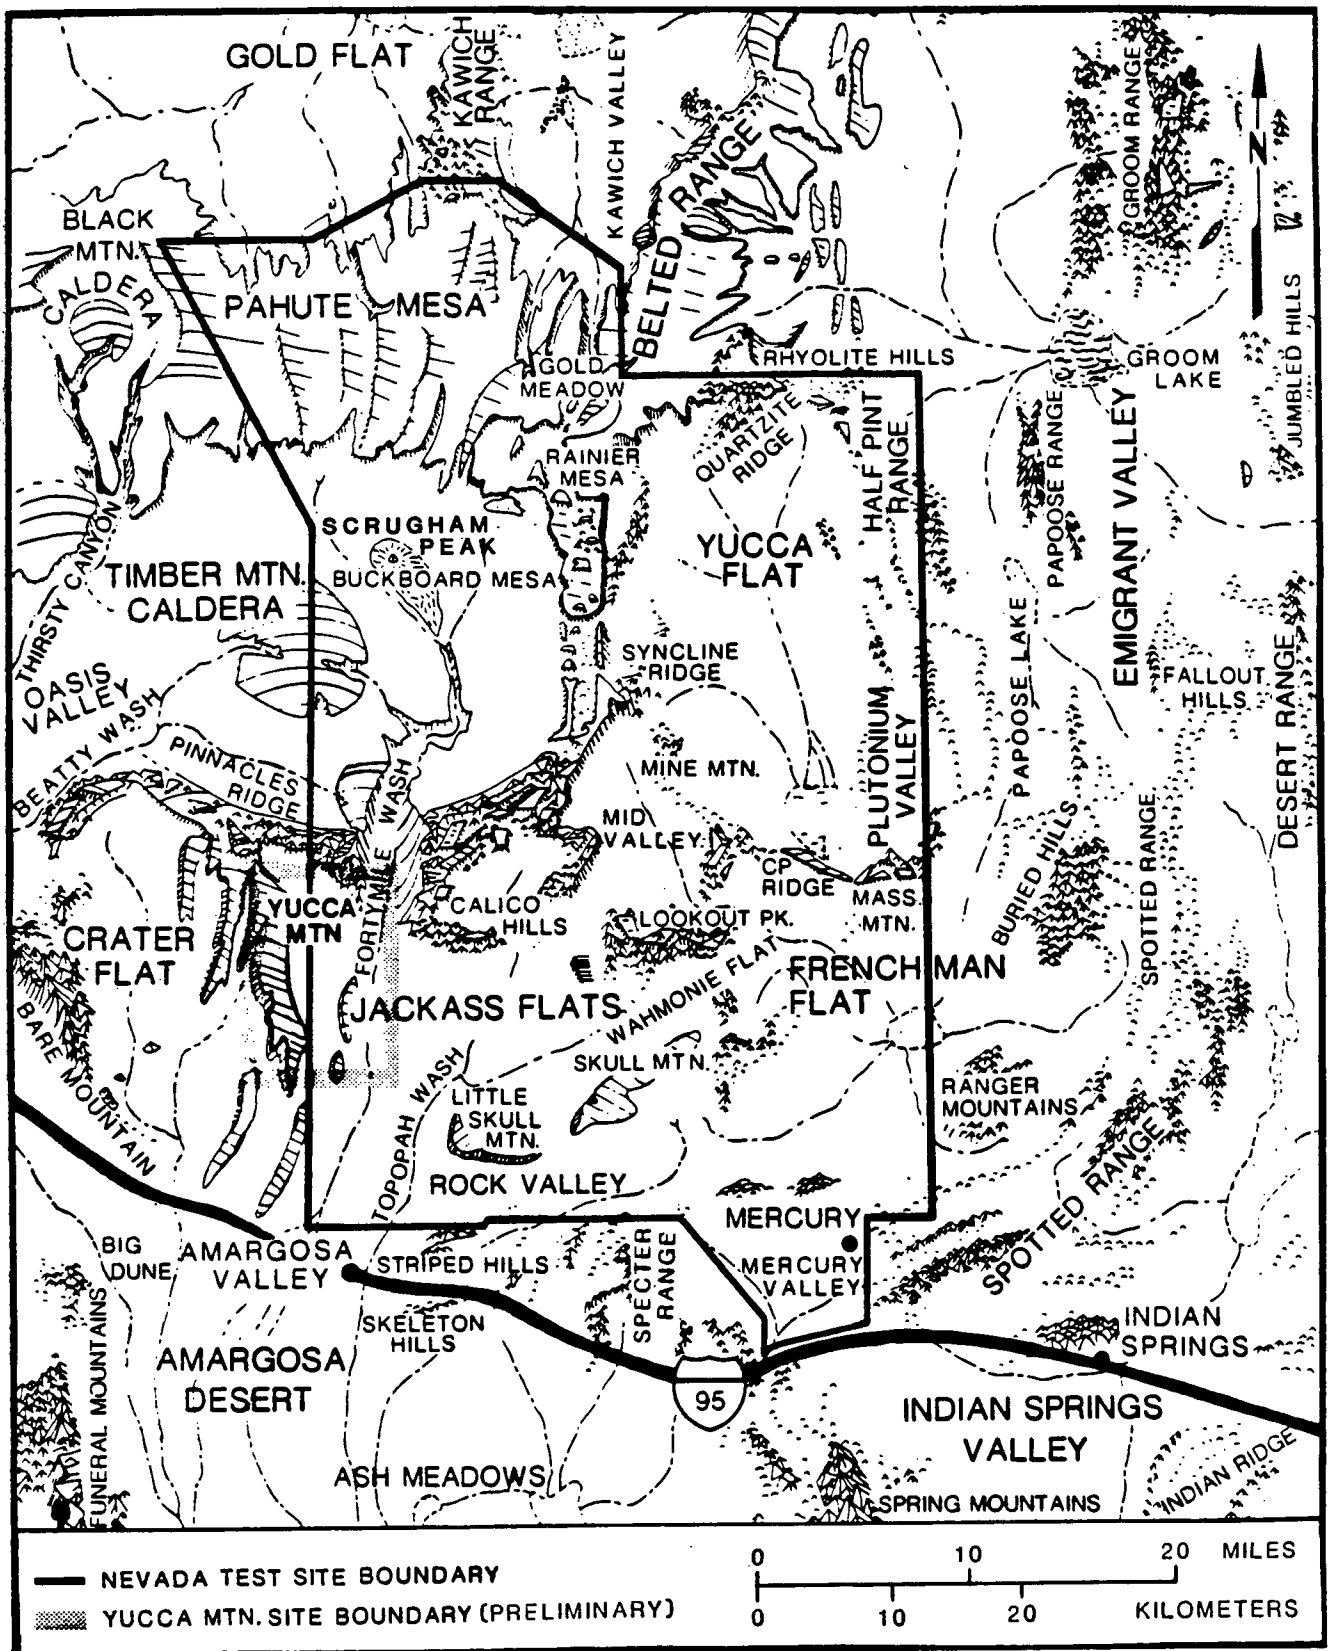 GOLD FLAT
KAWICH
RANGE
KAWICH VALLEY
BELTED RANGE
GROOM RANGE
N
BLACK
MTN.
CALDERA
PAHUTE MESA
GOLD
MEADOW
RHYOLITE HILLS
GROOM
LAKE
JUMBLED HILLS
QUARTZITE
RIDGE
HALF PINT
RANGE
PAPOOSE RANGE
EMIGRANT VALLEY
RAINIER
MESA
SCRUGHAM
PEAK
BUCKBOARD MESA
YUCCA
FLAT
THIRSTY CANYON
TIMBER MTN.
CALDERA
OASIS
VALLEY
BEATTY WASH
SYNCLINE
RIDGE
PAPOOSE LAKE
FALLOUT
HILLS
DESERT RANGE
PINNACLES
RIDGE
MINE MTN.
PLUTONIUM
VALLEY
FORTYMILE WASH
MID
VALLEY
CP
RIDGE
MASS.
MTN.
BURIED HILLS
SPOTTED RANGE
YUCCA
MTN
CALICO
HILLS
LOOKOUT PK.
CRATER
FLAT
BARE MOUNTAIN
JACKASS FLATS
WAHMONIE FLAT
FRENCHMAN
FLAT
SKULL MTN.
RANGER
MOUNTAINS
LITTLE
SKULL
MTN.
TOPOPAH WASH
ROCK VALLEY
MERCURY
MERCURY
VALLEY
SPOTTED RANGE
BIG
DUNE
AMARGOSA
VALLEY
STRIPED HILLS
SPECTER
RANGE
SKELETON
HILLS
INDIAN
SPRINGS
FUNERAL MOUNTAINS
AMARGOSA
DESERT
95
INDIAN SPRINGS
VALLEY
ASH MEADOWS
SPRING MOUNTAINS
INDIAN RIDGE
NEVADA TEST SITE BOUNDARY
YUCCA MTN. SITE BOUNDARY (PRELIMINARY)
0 10 20 MILES
0 10 20 KILOMETERS